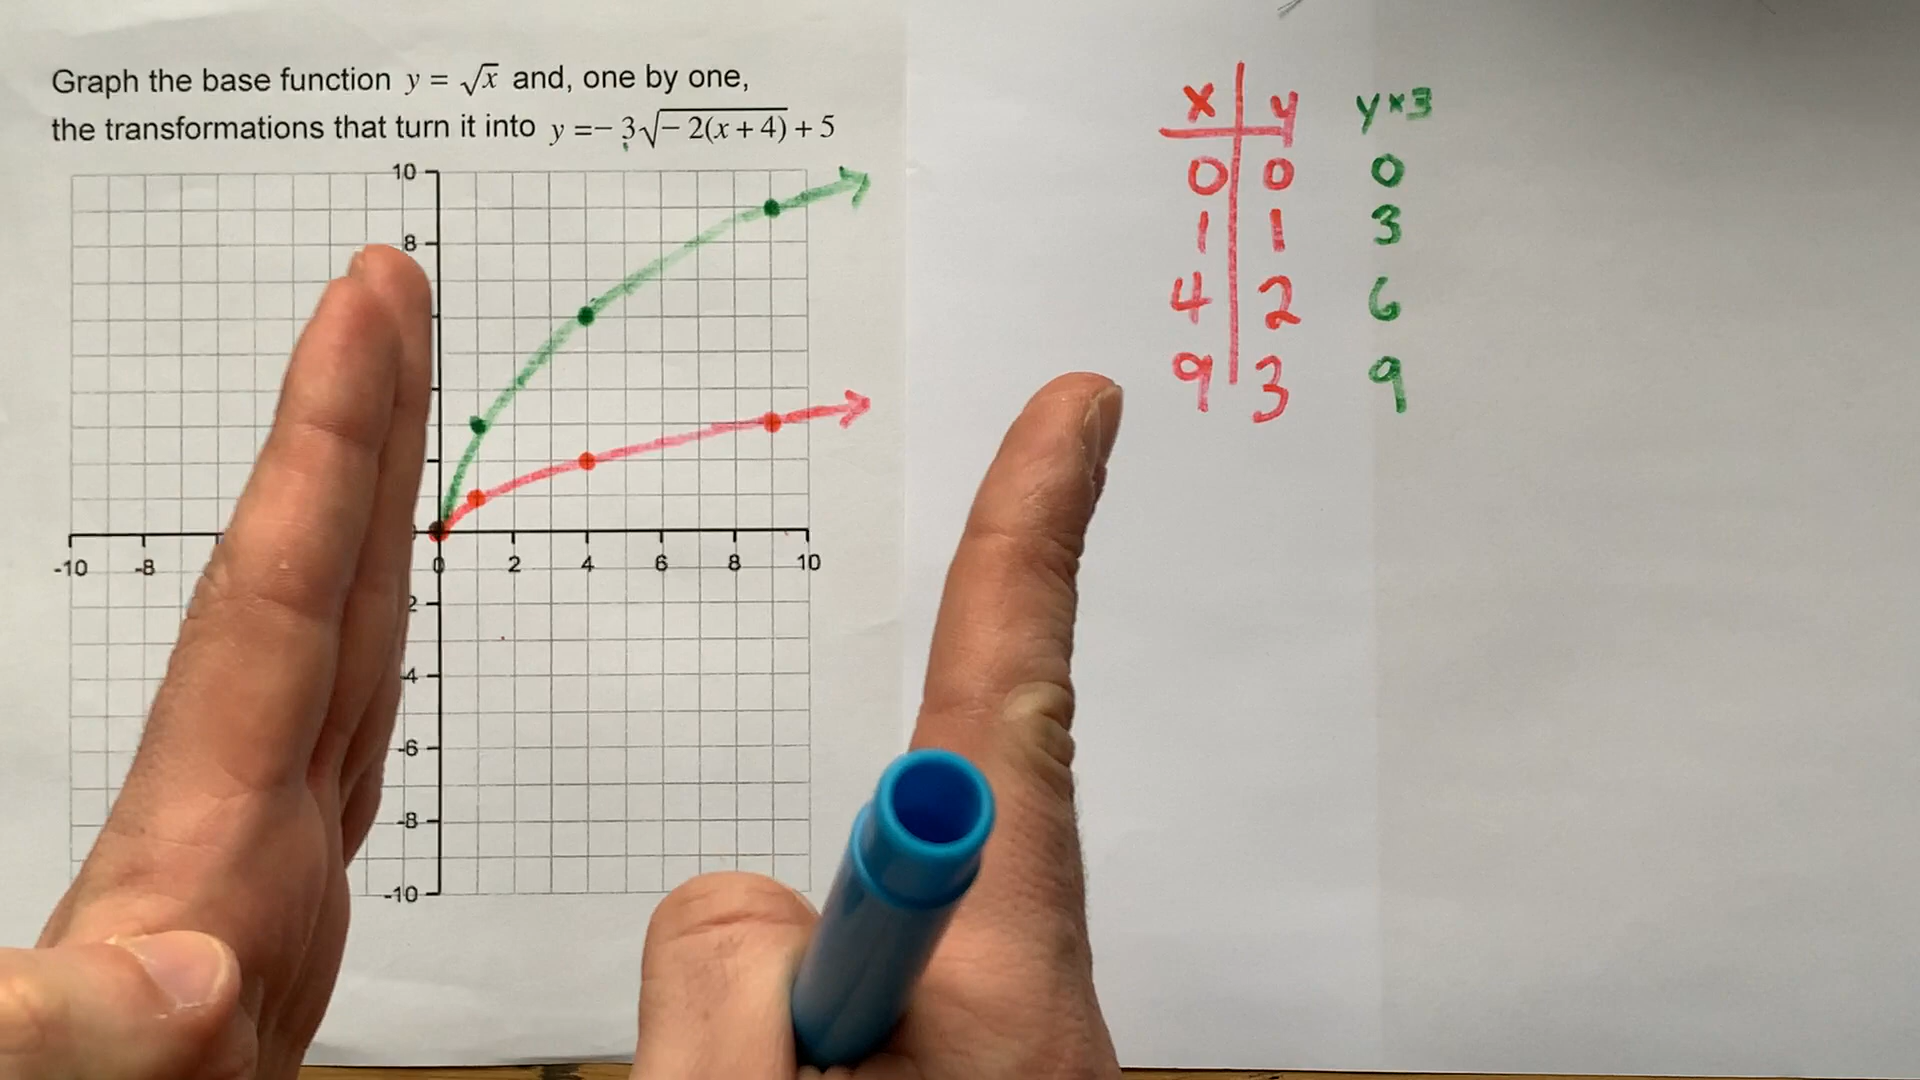 Graph the base function y = √x and, one by one,
the transformations that turn it into y =− 3√− 2(x + 4) + 5
x y y×3
0 0 0
1 1 3
4 2 6
9 3 9
10
8
-10 -8 0 2 4 6 8 10
2
-4
-6
-8
-10